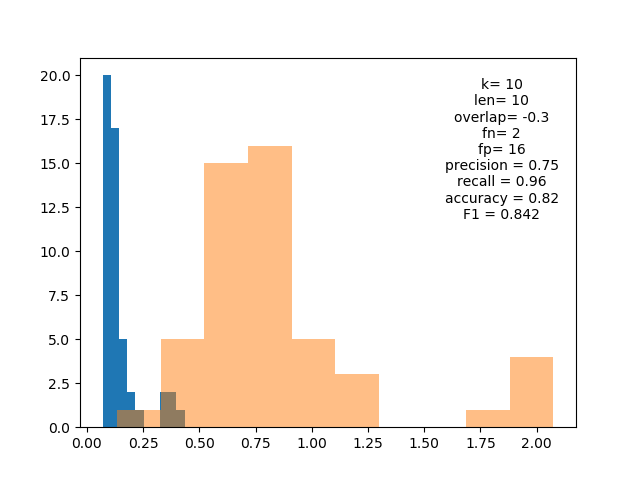 20.0
17.5
15.0
12.5
10.0
7.5
5.0
2.5
0.0
0.00 0.25 0.50 0.75 1.00 1.25 1.50 1.75 2.00
k= 10
len= 10
overlap= -0.3
fn= 2
fp= 16
precision = 0.75
recall = 0.96
accuracy = 0.82
F1 = 0.842